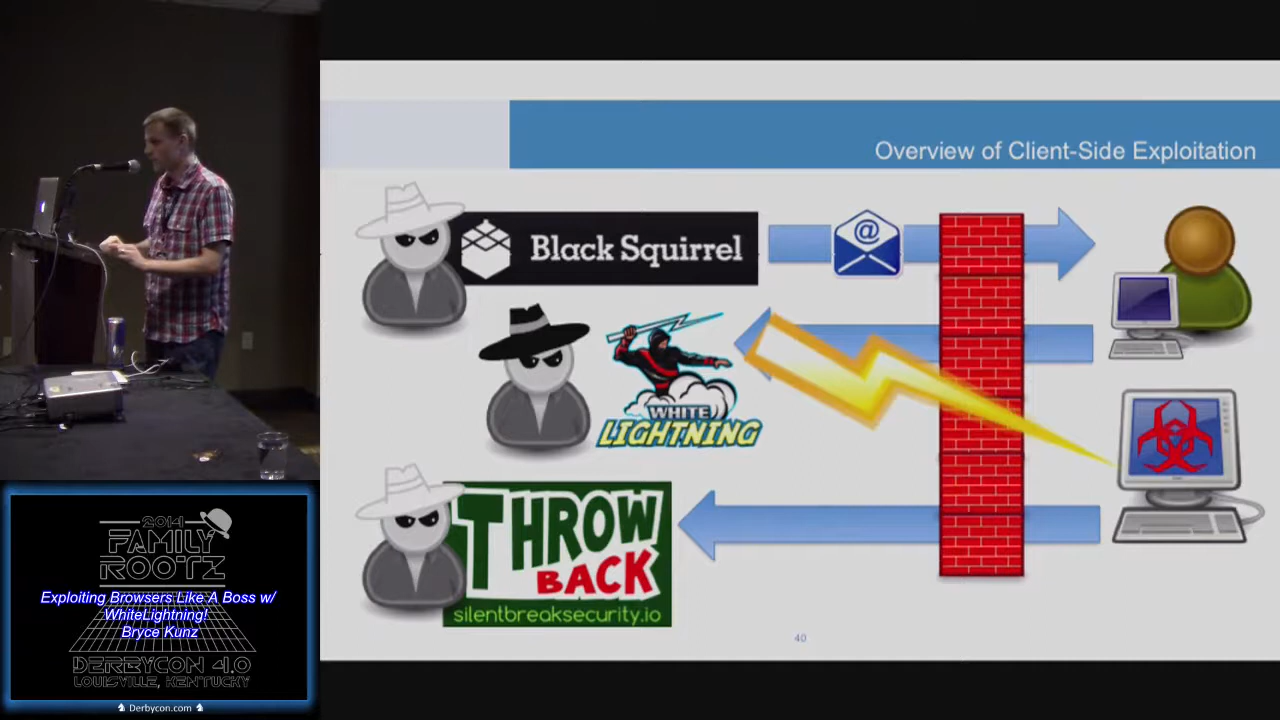 Overview of Client-Side Exploitation
Black Squirrel
@
WHITE
LIGHTNING
THROW
BACK
silentbreaksecurity.io
40
2014
FAMILY
ROOTZ
Exploiting Browsers Like A Boss w/
WhiteLightning!
Bryce Kunz
DERBYCON 4.0
LOUISVILLE, KENTUCKY
Derbycon.com